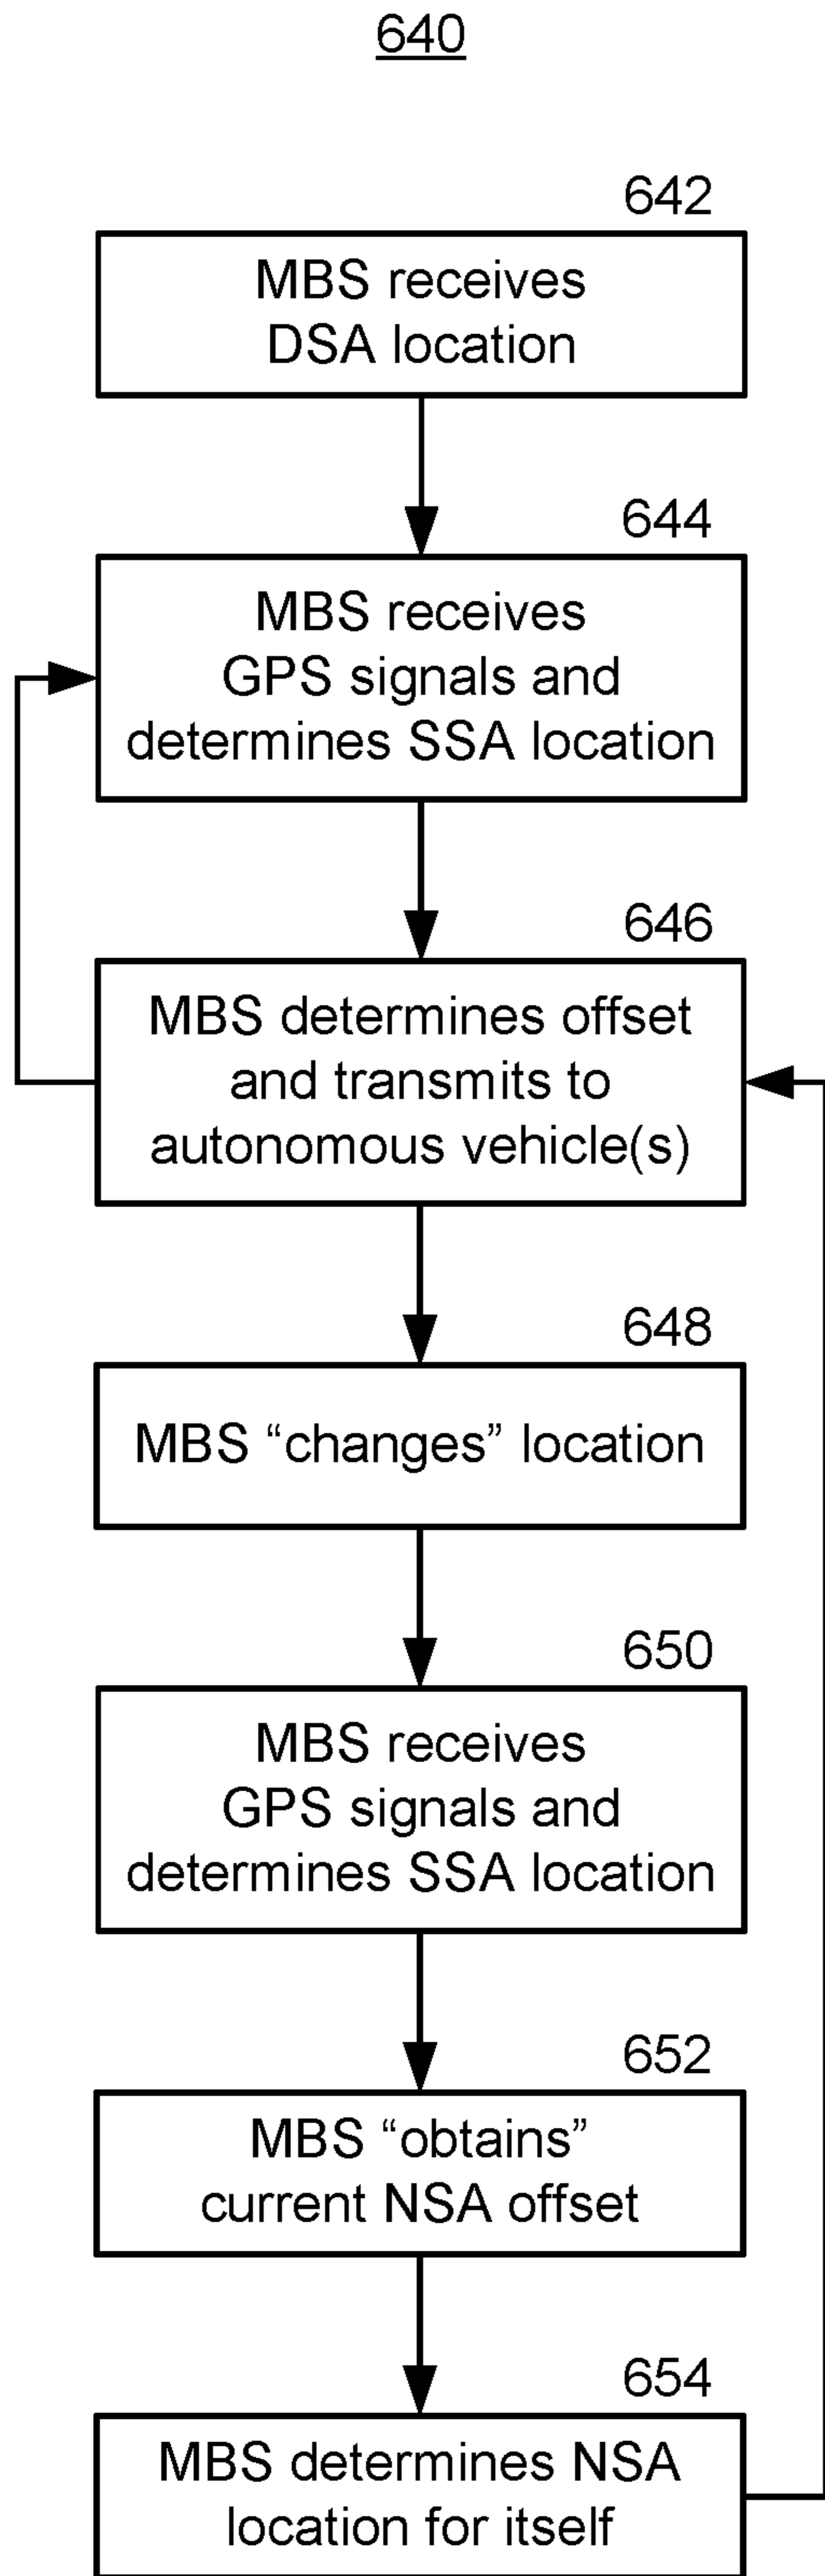 640
642
MBS receives
DSA location
644
MBS receives
GPS signals and
determines SSA location
646
MBS determines offset
and transmits to
autonomous vehicle(s)
648
MBS “changes” location
650
MBS receives
GPS signals and
determines SSA location
652
MBS “obtains”
current NSA offset
654
MBS determines NSA
location for itself